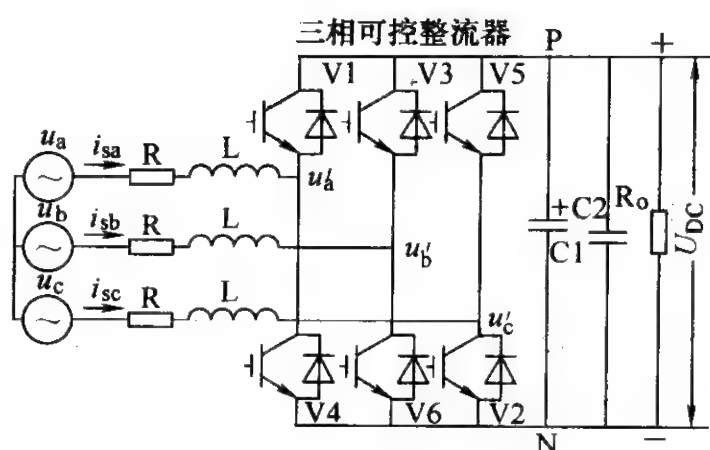 三相可控整流器
P +
V1 V3 V5
u_a i_sa R L u'_a
u_b i_sb R L u'_b
u_c i_sc R L u'_c
+ C2 R_o U_DC
C1
V4 V6 V2
N −